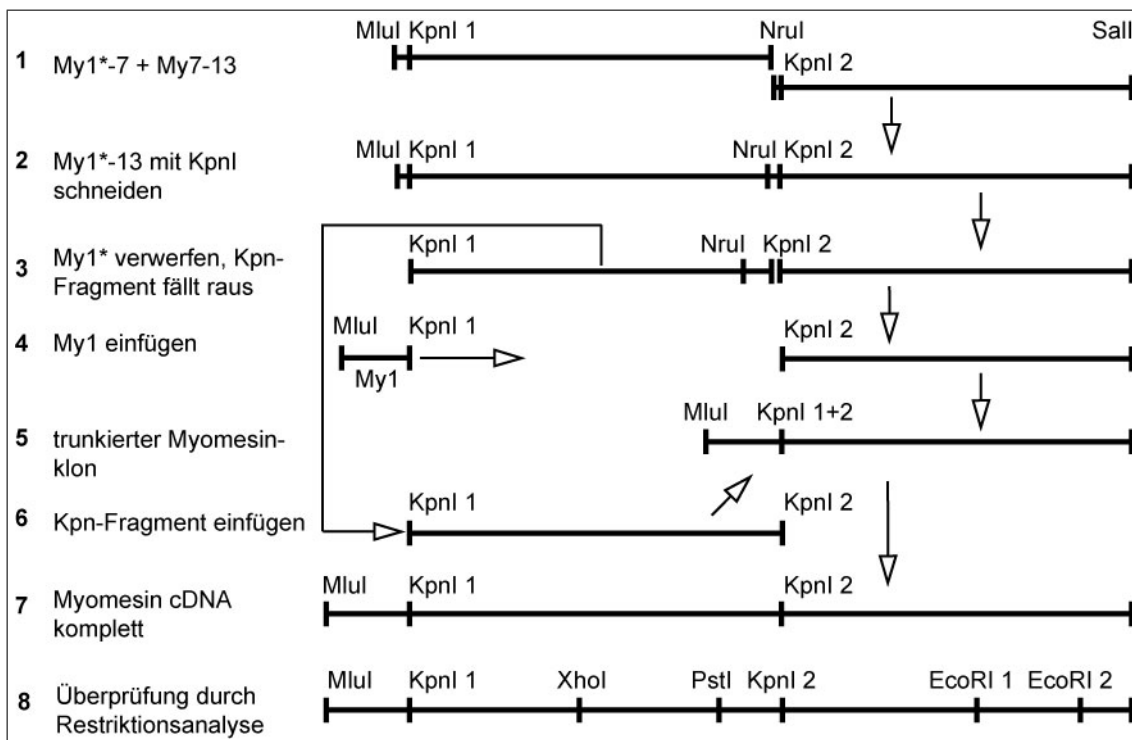 MluI KpnI 1 NruI SalI
1 My1*-7 + My7-13 KpnI 2
MluI KpnI 1 NruI KpnI 2
2 My1*-13 mit KpnI
schneiden
KpnI 1 NruI KpnI 2
3 My1* verwerfen, Kpn-
Fragment fällt raus
MluI KpnI 1 KpnI 2
4 My1 einfügen
My1
MluI KpnI 1+2
5 trunkierter Myomesin-
klon
KpnI 1 KpnI 2
6 Kpn-Fragment einfügen
MluI KpnI 1 KpnI 2
7 Myomesin cDNA
komplett
MluI KpnI 1 XhoI PstI KpnI 2 EcoRI 1 EcoRI 2
8 Überprüfung durch
Restriktionsanalyse